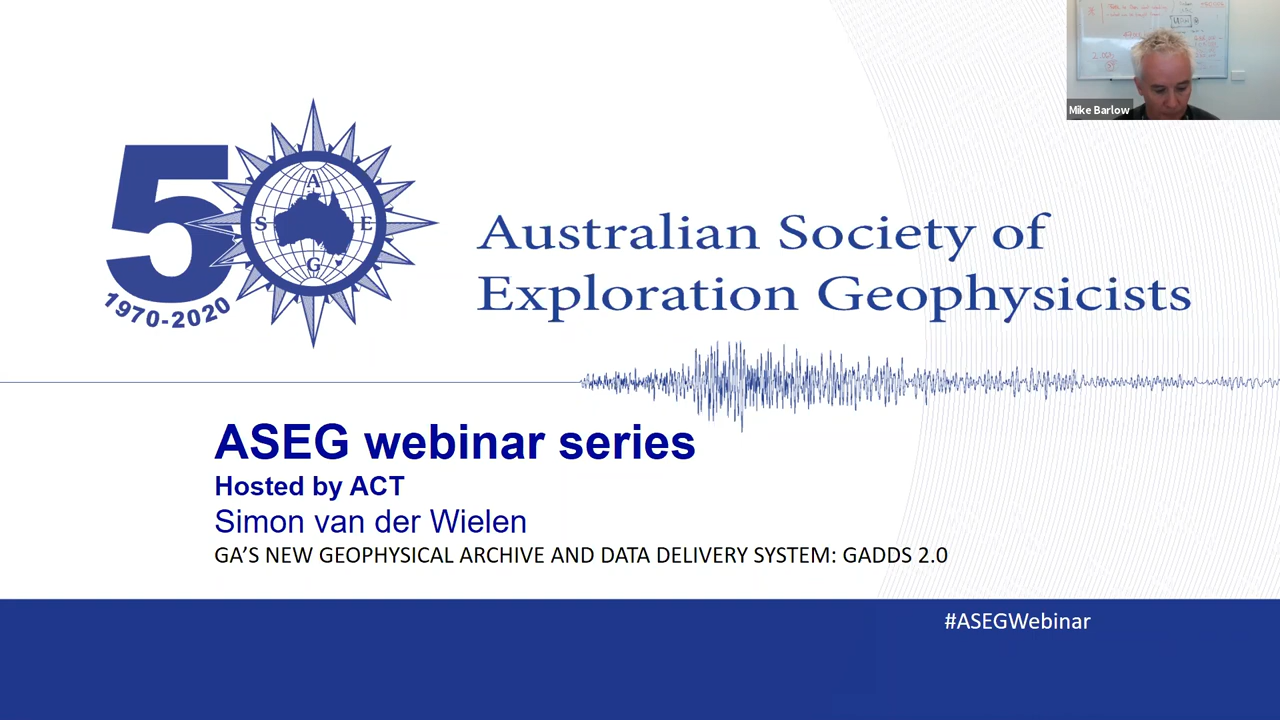 Mike Barlow
50
A
S
E
G
1970-2020
Australian Society of
Exploration Geophysicists
ASEG webinar series
Hosted by ACT
Simon van der Wielen
GA’S NEW GEOPHYSICAL ARCHIVE AND DATA DELIVERY SYSTEM: GADDS 2.0
#ASEGWebinar